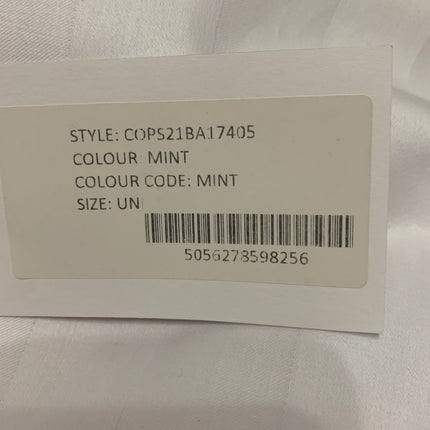 STYLE: COPS21BA17405
COLOUR: MINT
COLOUR CODE: MINT
SIZE: UNI
5056278598256